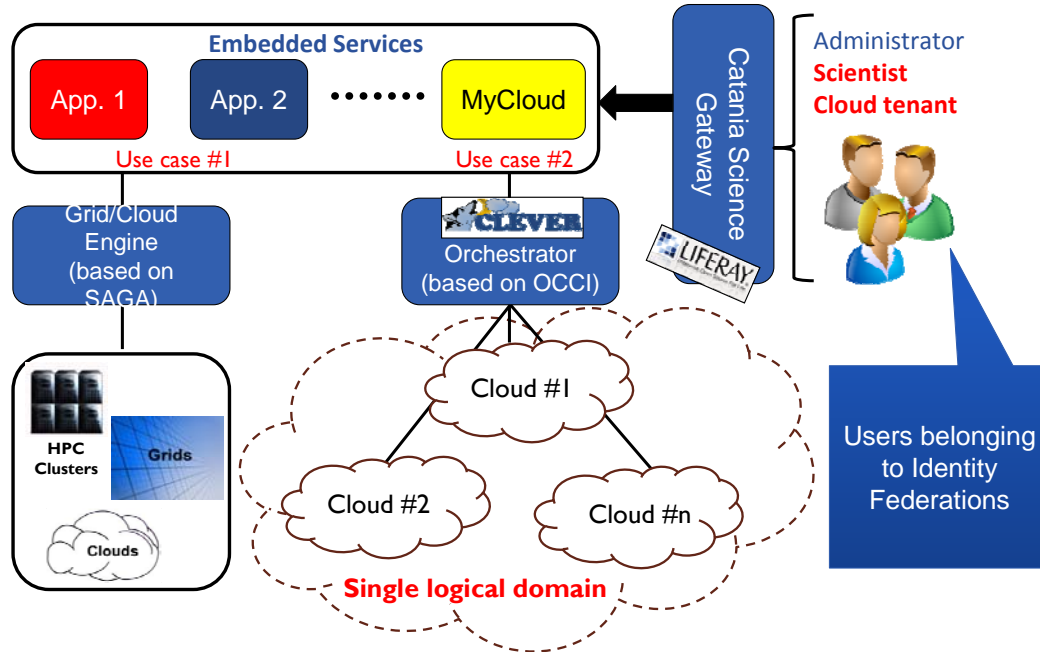 Embedded Services
App. 1
App. 2
MyCloud
Use case #1
Use case #2
Catania Science
Gateway
LIFERAY
Administrator
Scientist
Cloud tenant
Grid/Cloud
Engine
(based on
SAGA)
CLEVER
Orchestrator
(based on OCCI)
HPC
Clusters
Grids
Clouds
Cloud #1
Cloud #2
Cloud #n
Single logical domain
Users belonging
to Identity
Federations